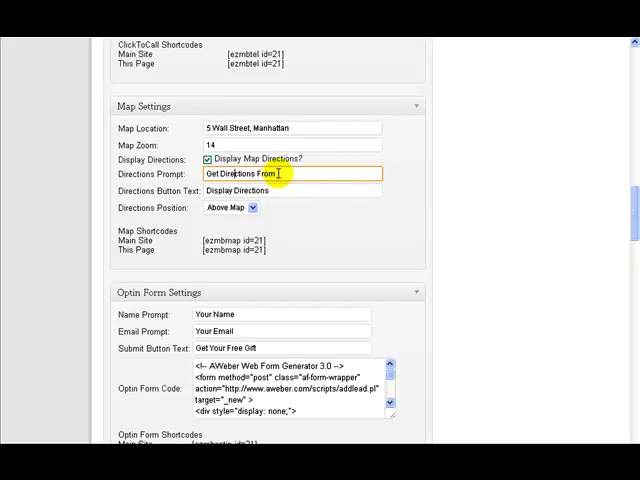 ClickToCall Shortcodes
Main Site [ezmbtel id=21]
This Page [ezmbtel id=21]
Map Settings
Map Location: 5 Wall Street, Manhattan
Map Zoom: 14
Display Directions: Display Map Directions?
Directions Prompt: Get Directions From
Directions Button Text: Display Directions
Directions Position: Above Map
Map Shortcodes
Main Site [ezmbmap id=21]
This Page [ezmbmap id=21]
Optin Form Settings
Name Prompt: Your Name
Email Prompt: Your Email
Submit Button Text: Get Your Free Gift
<!-- AWeber Web Form Generator 3.0 -->
<form method="post" class="af-form-wrapper"
Optin Form Code: action="http://www.aweber.com/scripts/addlead.pl"
target="_new" >
<div style="display: none;">
Optin Form Shortcodes